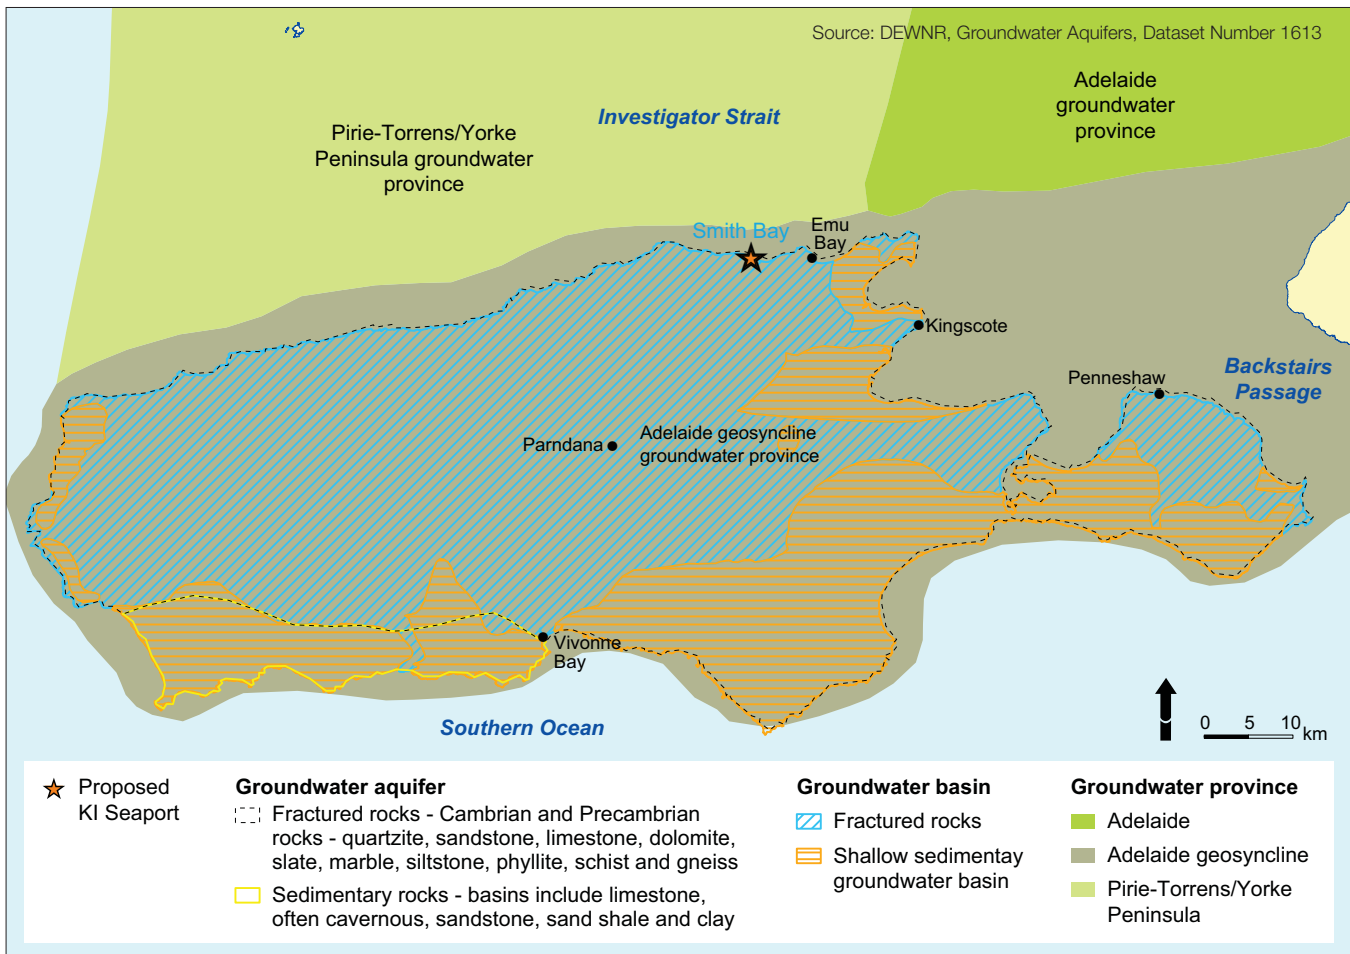 Source: DEWNR, Groundwater Aquifers, Dataset Number 1613
Adelaide
groundwater
province
Investigator Strait
Pirie-Torrens/Yorke
Peninsula groundwater
province
Smith Bay
Emu
Bay
Kingscote
Backstairs
Passage
Penneshaw
Parndana
Adelaide geosyncline
groundwater province
Vivonne
Bay
Southern Ocean
0 5 10
km
Proposed
KI Seaport
Groundwater aquifer
Fractured rocks - Cambrian and Precambrian
rocks - quartzite, sandstone, limestone, dolomite,
slate, marble, siltstone, phyllite, schist and gneiss
Sedimentary rocks - basins include limestone,
often cavernous, sandstone, sand shale and clay
Groundwater basin
Fractured rocks
Shallow sedimentay
groundwater basin
Groundwater province
Adelaide
Adelaide geosyncline
Pirie-Torrens/Yorke
Peninsula